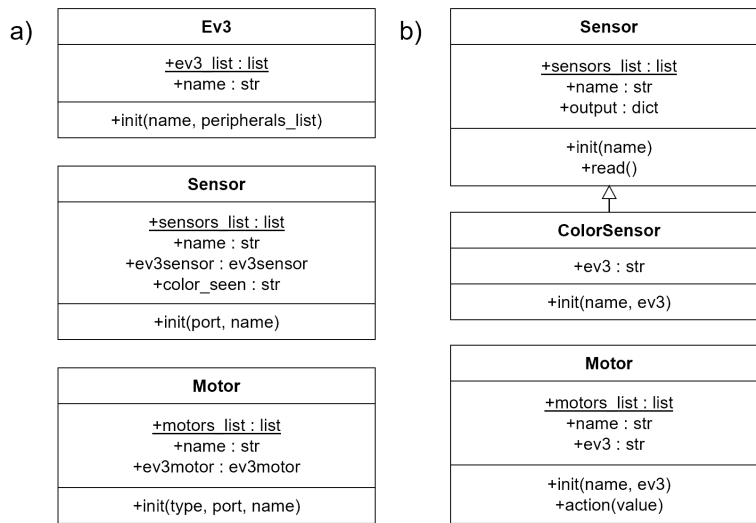 a)
Ev3
+ev3_list : list
+name : str
+init(name, peripherals_list)
Sensor
+sensors_list : list
+name : str
+ev3sensor : ev3sensor
+color_seen : str
+init(port, name)
Motor
+motors_list : list
+name : str
+ev3motor : ev3motor
+init(type, port, name)
b)
Sensor
+sensors_list : list
+name : str
+output : dict
+init(name)
+read()
ColorSensor
+ev3 : str
+init(name, ev3)
Motor
+motors_list : list
+name : str
+ev3 : str
+init(name, ev3)
+action(value)